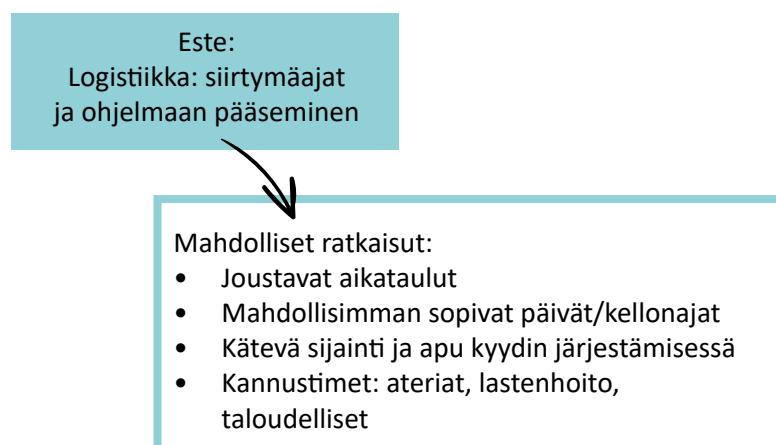 Este:
Logistiikka: siirtymäajat
ja ohjelmaan pääseminen
Mahdolliset ratkaisut:
• Joustavat aikataulut
• Mahdollisimman sopivat päivät/kellonajat
• Kätevä sijainti ja apu kyydin järjestämisessä
• Kannustimet: ateriat, lastenhoito,
taloudelliset